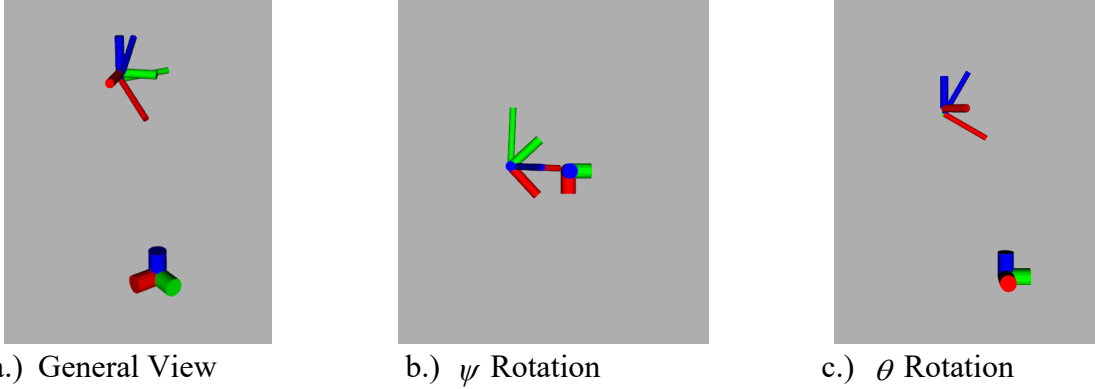 .) General View
b.) ψ Rotation
c.) θ Rotation